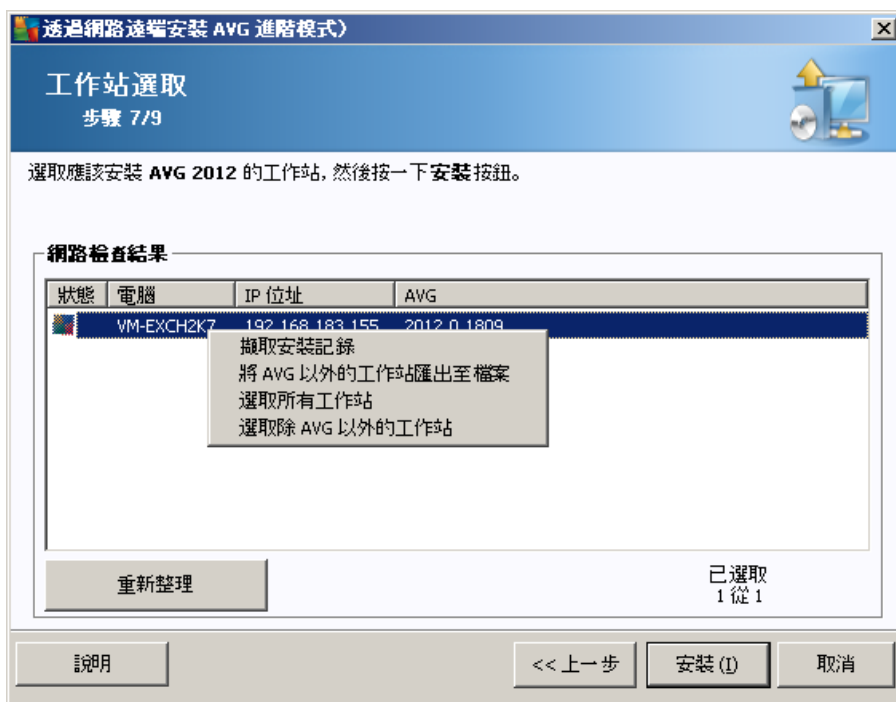 透過網路遠端安裝 AVG 進階模式)
工作站選取
步驟 7/9
選取應該安裝 AVG 2012 的工作站, 然後按一下安裝按鈕。
網路檢查結果
狀態 電腦 IP 位址 AVG
VM-EXCH2K7 192.168.183.155 2012.0.1809
擷取安裝記錄
將 AVG 以外的工作站匯出至檔案
選取所有工作站
選取除 AVG 以外的工作站
重新整理
已選取
1 從 1
說明
<< 上一步
安裝 (I)
取消